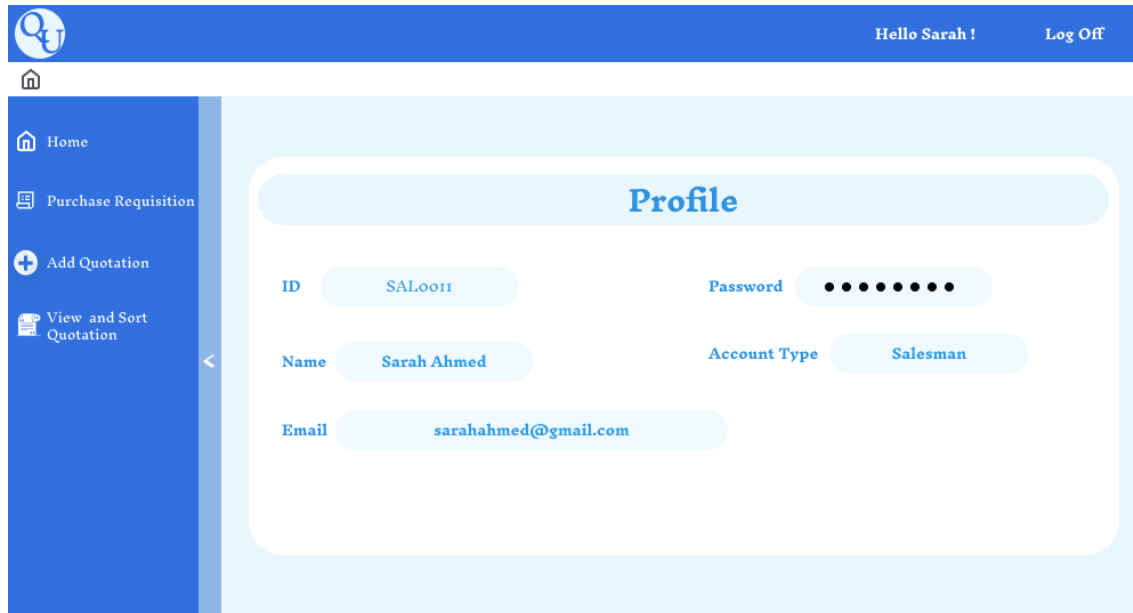 QU
Hello Sarah ! Log Off
Home
Purchase Requisition
Add Quotation
View and Sort
Quotation
<
Profile
ID SAL0011 Password ● ● ● ● ● ● ● ●
Name Sarah Ahmed Account Type Salesman
Email sarahahmed@gmail.com